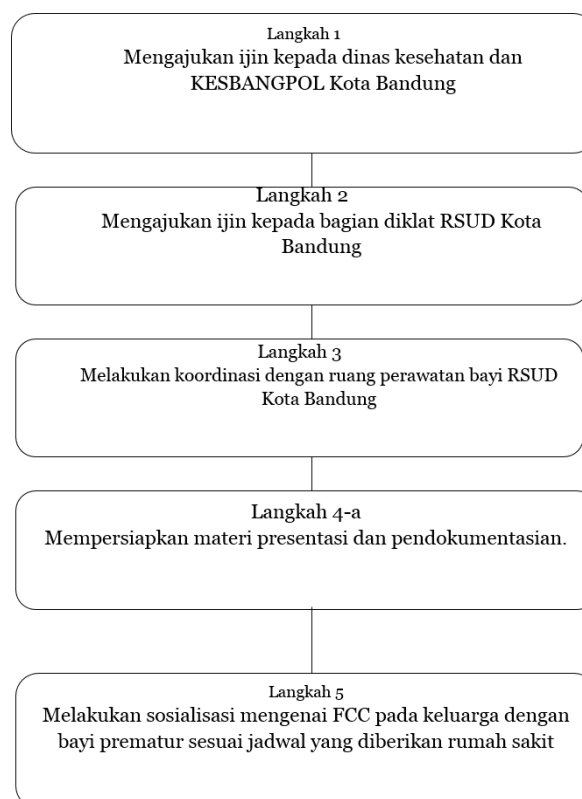 Langkah 1
Mengajukan ijin kepada dinas kesehatan dan
KESBANGPOL Kota Bandung
Langkah 2
Mengajukan ijin kepada bagian diklat RSUD Kota
Bandung
Langkah 3
Melakukan koordinasi dengan ruang perawatan bayi RSUD
Kota Bandung
Langkah 4-a
Mempersiapkan materi presentasi dan pendokumentasian.
Langkah 5
Melakukan sosialisasi mengenai FCC pada keluarga dengan
bayi prematur sesuai jadwal yang diberikan rumah sakit